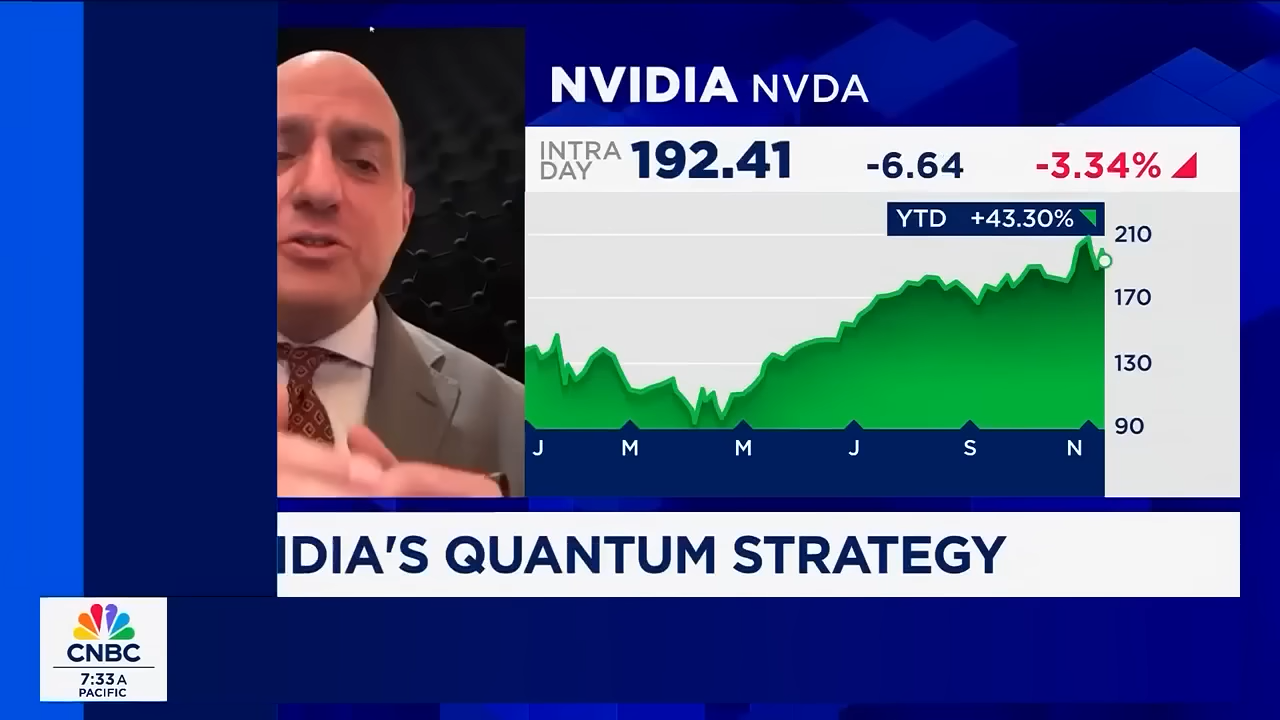 NVIDIA NVDA
INTRA DAY 192.41 -6.64 -3.34%
YTD +43.30%
210
170
130
90
J M M J S N
IDIA'S QUANTUM STRATEGY
CNBC
7:33A
PACIFIC